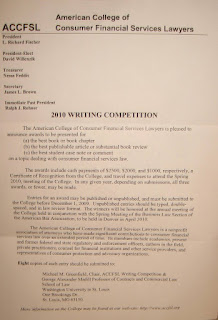 ACCFSL
American College of
Consumer Financial Services Lawyers
President
L. Richard Fischer
President-Elect
David Willenzik
Treasurer
Secretary
James L. Brown
Immediate Past President
Ralph J. Rohner
2010 WRITING COMPETITION
The American College of Consumer Financial Services Lawyers is pleased to
announce awards to be presented for
(a) the best book or book chapter
(b) the best publishable article or substantial book review
(c) the best student case note or comment
on a topic dealing with consumer financial services law.
The awards include cash payments of $2500, $2000, and $1000, respectively, a
Certificate of Recognition from the College, and an invitation to attend the Spring
2010 meeting of the College. In any given year, depending on submissions, all three
awards, or fewer, may be made.
Entries for an award may be published or unpublished, and must be submitted to
the College before December 1, 2009. Unpublished entries should be typed, double-
spaced, and in law review format. The winners will be honored at the annual meeting of
the College held in conjunction with the Spring Meeting of the Business Law Section of
the American Bar Association, to be held in Denver in April 2010.
The American College of Consumer Financial Services Lawyers is a nonprofit
association of attorneys who have made significant contributions to consumer financial
services law over an extended period of time. Its members include academics, present
and former federal and state regulatory and enforcement officers, authors in the field,
private practitioners, counsel for financial institutions and other service providers, and
representatives of consumer protection and attorney organizations.
copies of each entry should be submitted to:
Michael M. Greenfield, Chair, ACCFSL Writing Competition &
George Alexander Madill Professor of Contracts and Commercial Law
School of Law
Washington University in St. Louis
One Brookings Dr.
St. Louis, MO 63130
More information on the College may be found on our website: